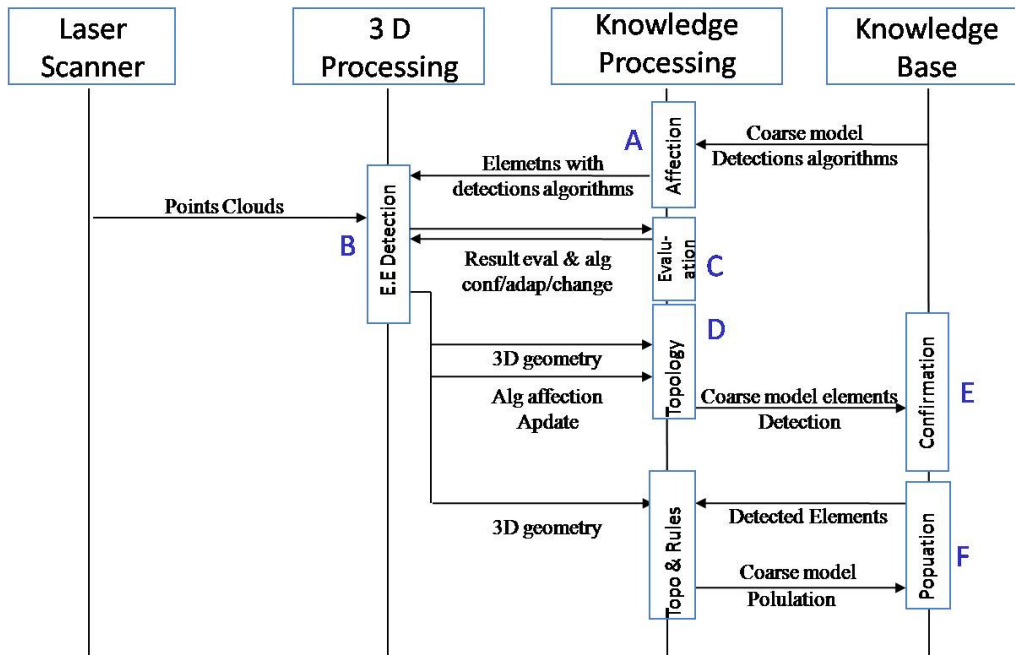 Laser
Scanner
3 D
Processing
Knowledge
Processing
Knowledge
Base
A
Affection
Coarse model
Detections algorithms
Elemetns with
detections algorithms
Points Clouds
B
E.E Detection
Result eval & alg
conf/adap/change
Evalu-
ation
C
D
Topology
3D geometry
Alg affection
Apdate
Coarse model elements
Detection
Confirmation
E
3D geometry
Topo & Rules
Detected Elements
Coarse model
Polulation
Popuation
F